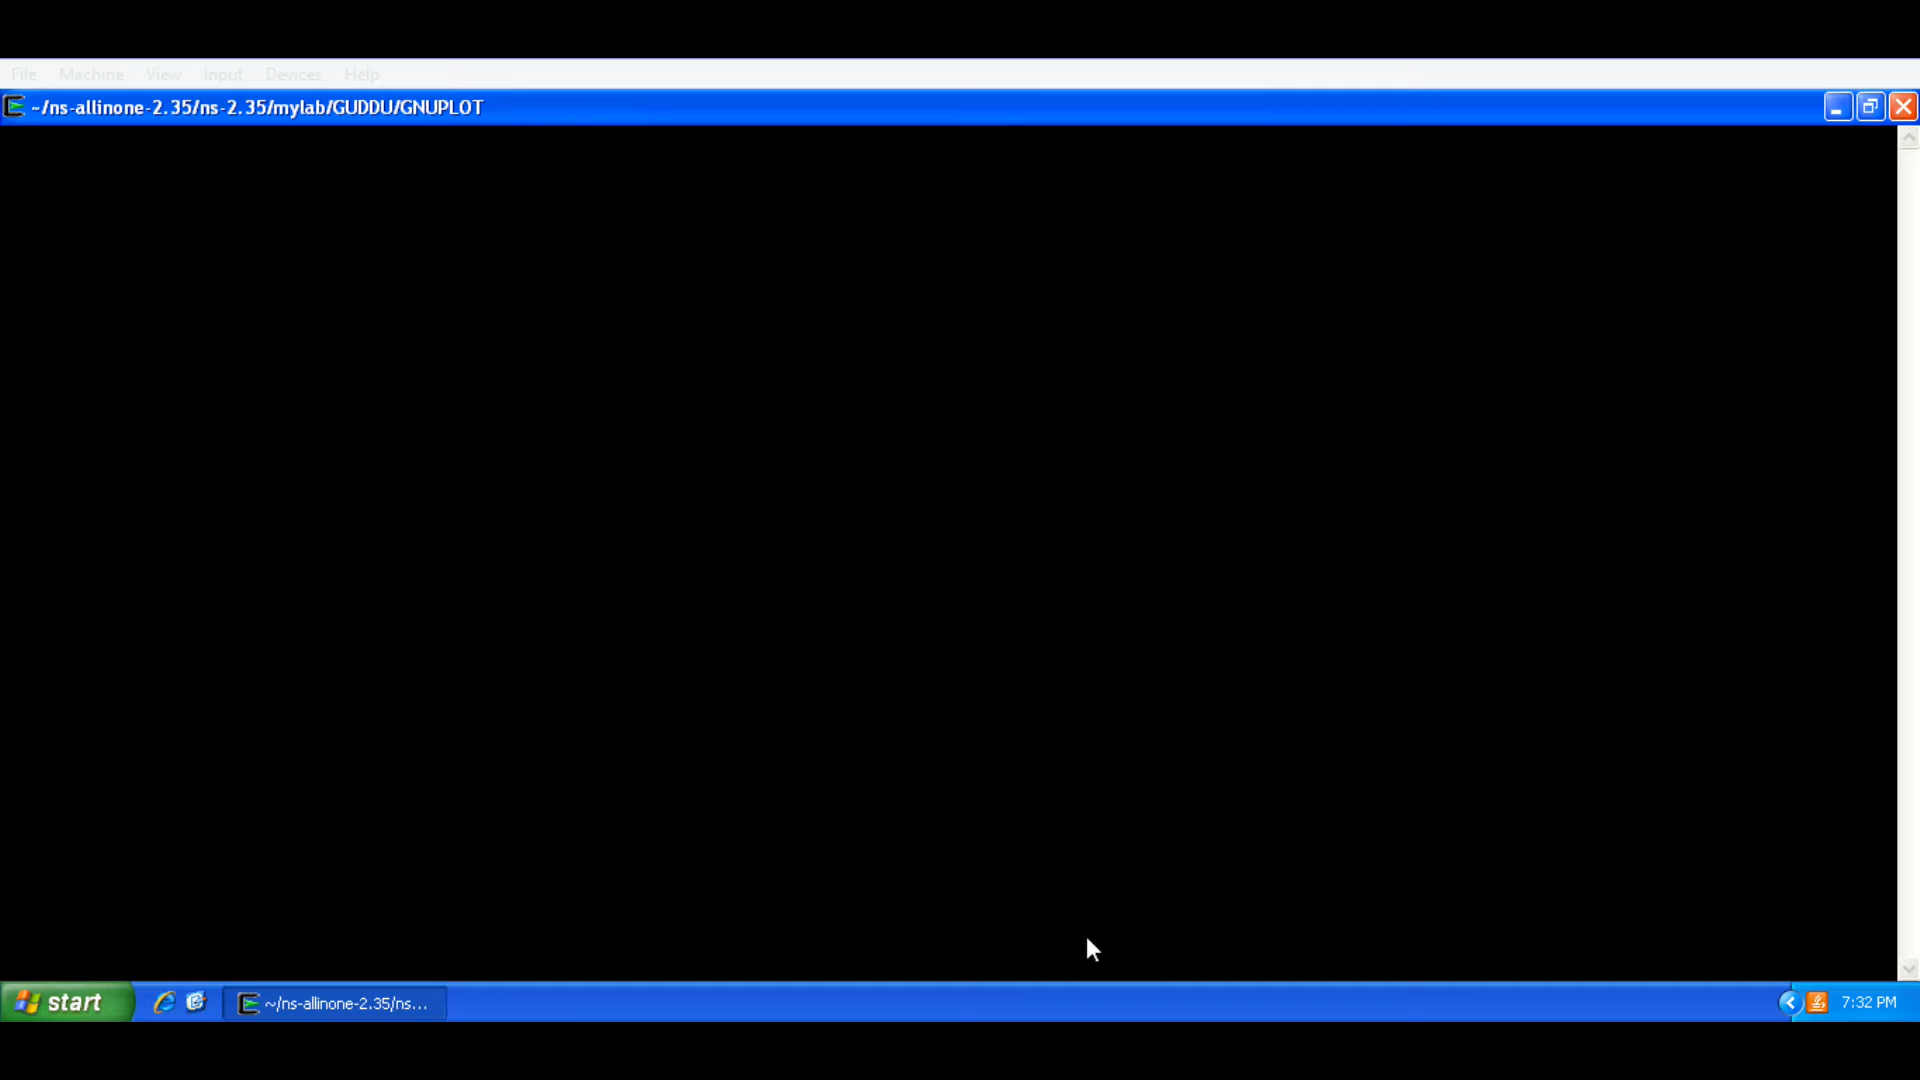 File Machine View Input Devices Help
~/ns-allinone-2.35/ns-2.35/mylab/GUDDU/GNUPLOT
start
~/ns-allinone-2.35/ns...
7:32 PM